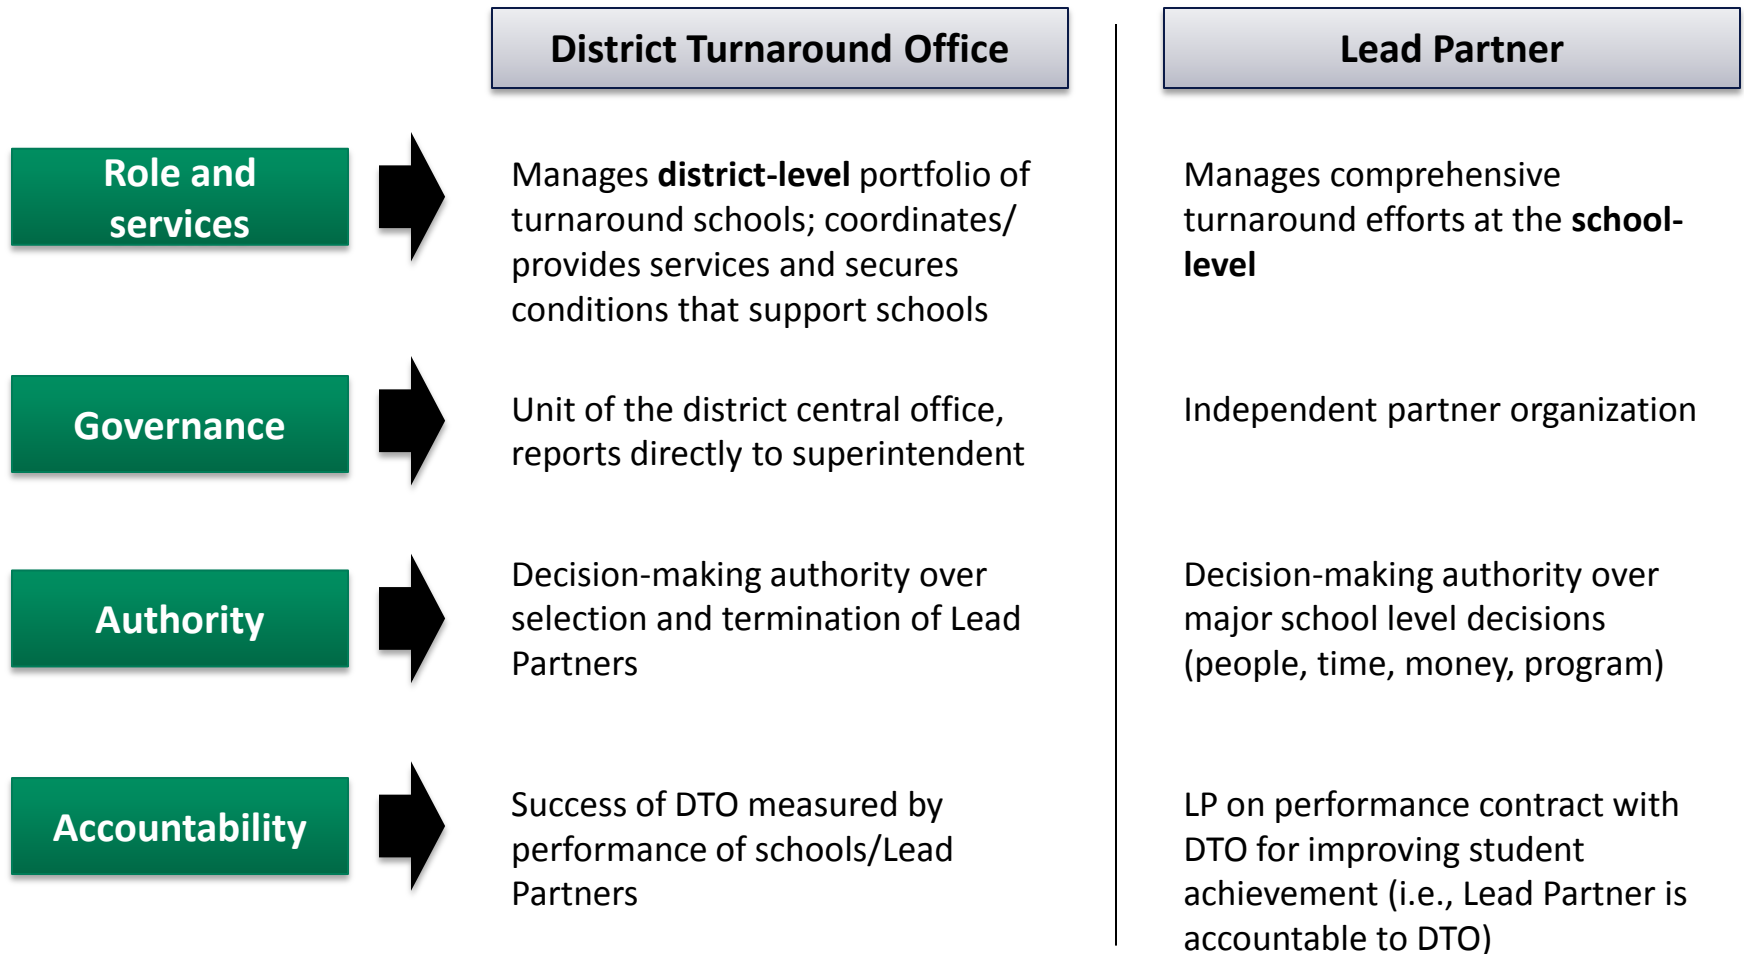 District Turnaround Office
Lead Partner
Role and
services
Manages district-level portfolio of
turnaround schools; coordinates/
provides services and secures
conditions that support schools
Manages comprehensive
turnaround efforts at the school-
level
Governance
Unit of the district central office,
reports directly to superintendent
Independent partner organization
Authority
Decision-making authority over
selection and termination of Lead
Partners
Decision-making authority over
major school level decisions
(people, time, money, program)
Accountability
Success of DTO measured by
performance of schools/Lead
Partners
LP on performance contract with
DTO for improving student
achievement (i.e., Lead Partner is
accountable to DTO)